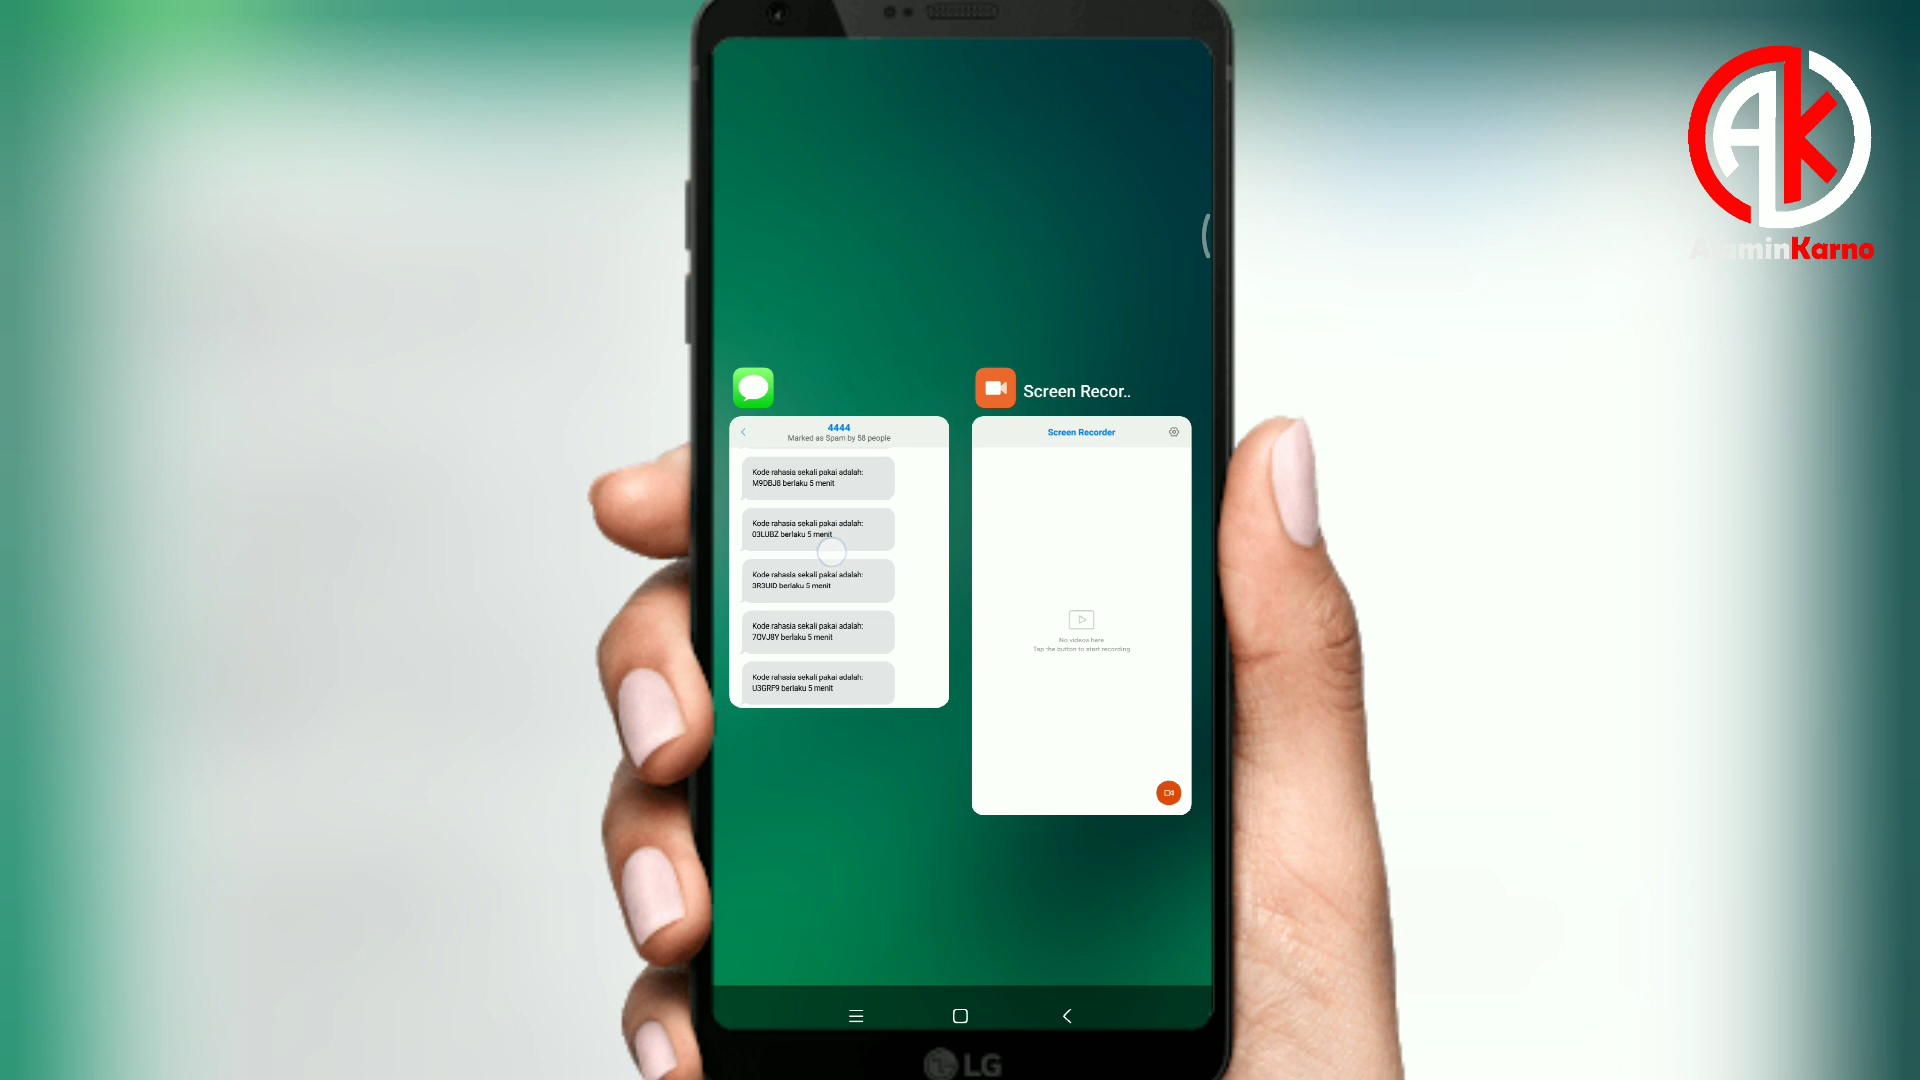 AK
AlaminKarno
Screen Recor..
4444
Marked as Spam by 58 people
Kode rahasia sekali pakai adalah:
M9DBJ8 berlaku 5 menit
Kode rahasia sekali pakai adalah:
03LUBZ berlaku 5 menit
Kode rahasia sekali pakai adalah:
3R3UID berlaku 5 menit
Kode rahasia sekali pakai adalah:
7OVJ8Y berlaku 5 menit
Kode rahasia sekali pakai adalah:
U3GRF9 berlaku 5 menit
Screen Recorder
No videos here
Tap the button to start recording
LG